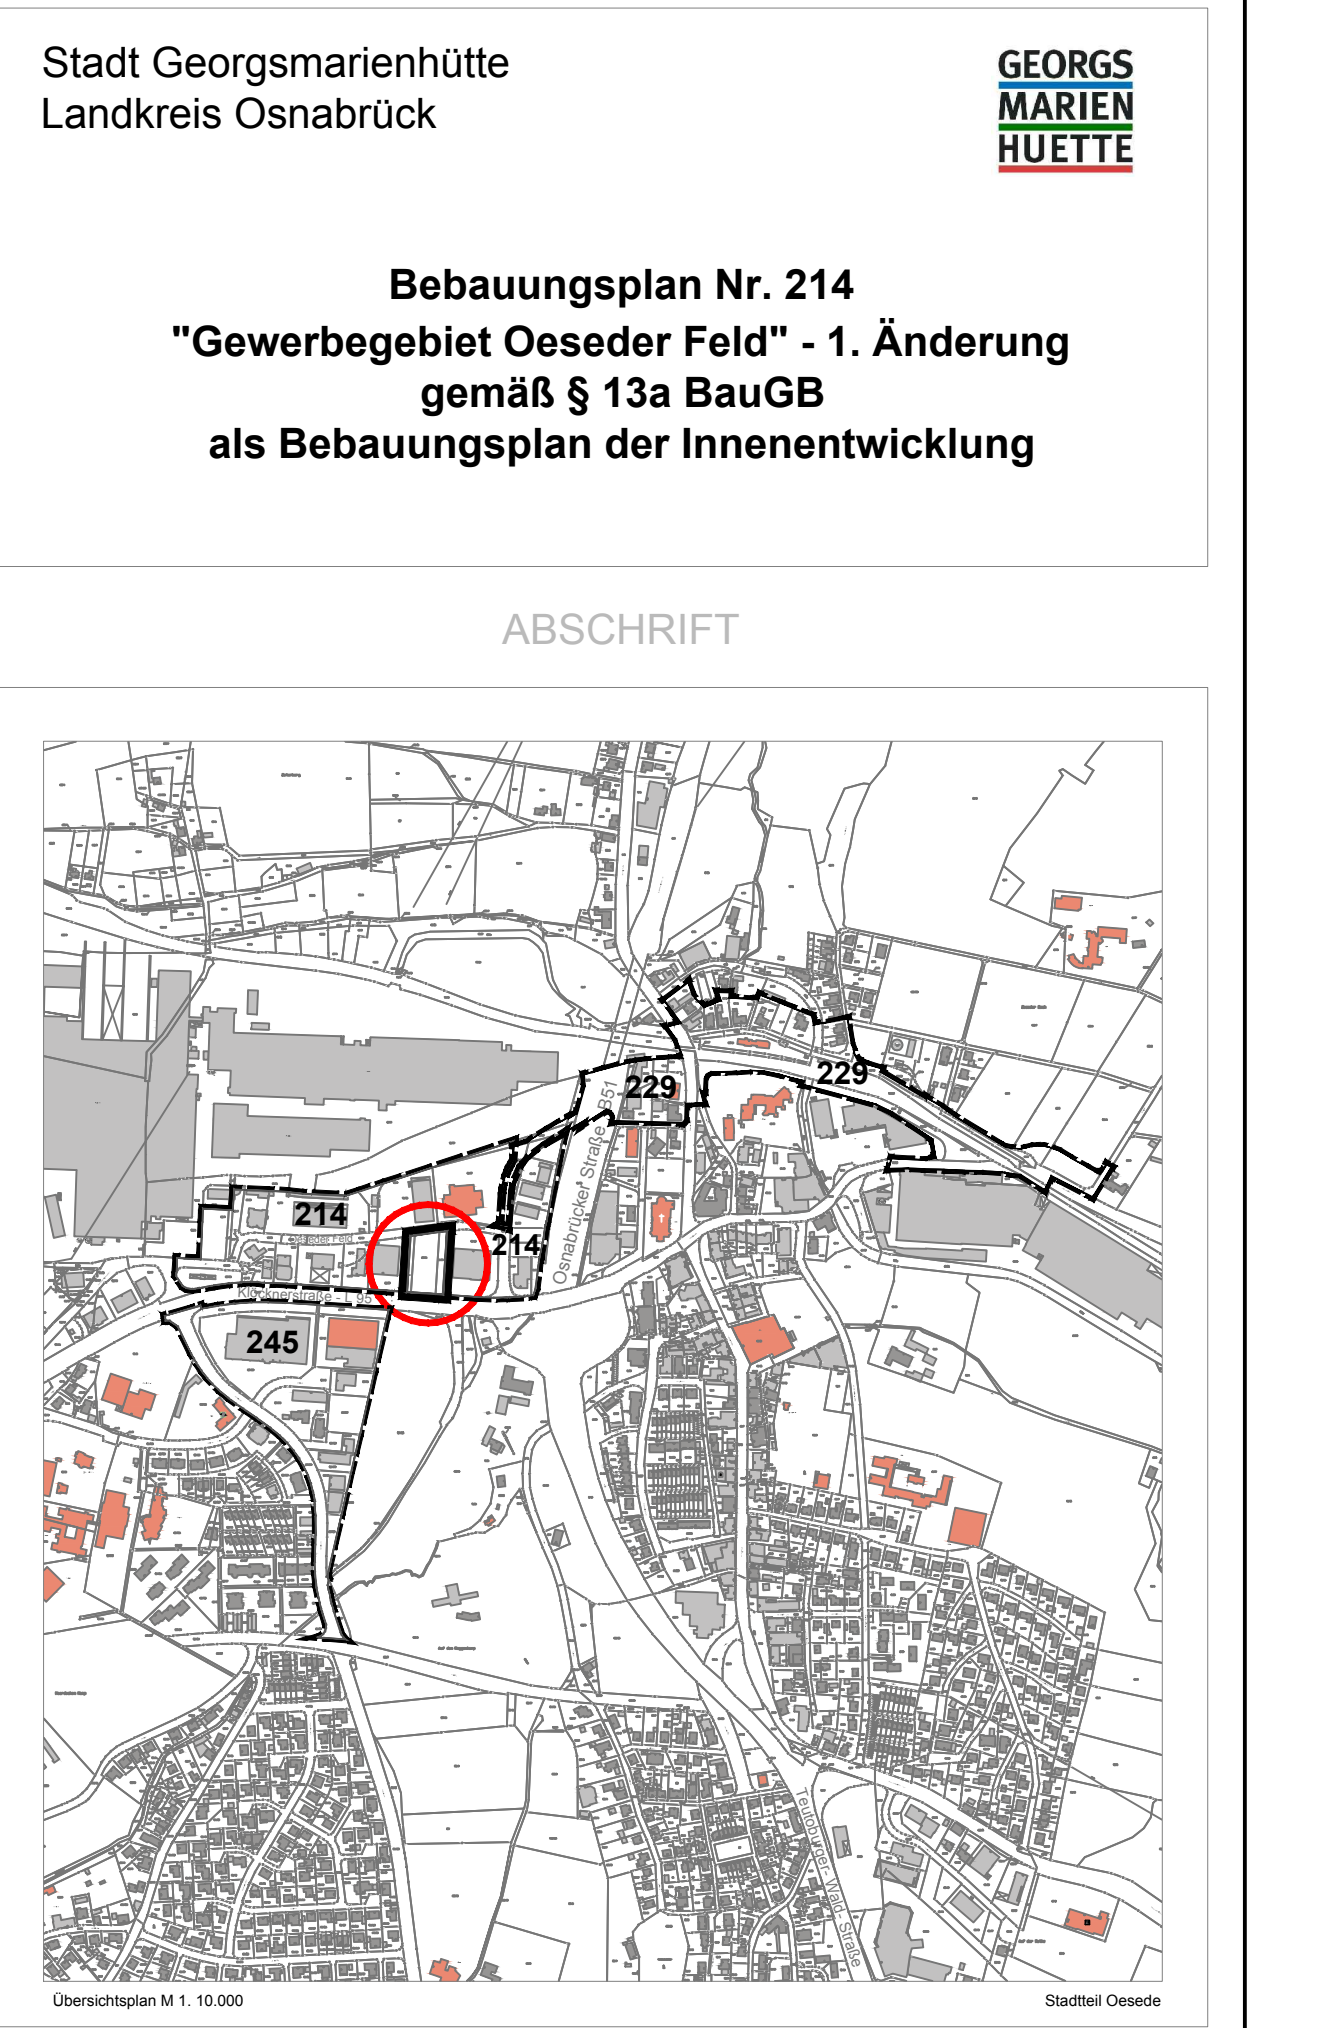 Stadt Georgsmarienhütte
Landkreis Osnabrück
GEORGS
MARIEN
HUETTE
Bebauungsplan Nr. 214
"Gewerbegebiet Oeseder Feld" - 1. Änderung
gemäß § 13a BauGB
als Bebauungsplan der Innenentwicklung
ABSCHRIFT
229
229
Osnabrücker Straße B51
214
Oeseder Feld
214
Klöcknerstraße - L 95
245
Teutoburger- Wald- Straße
Übersichtsplan M 1. 10.000
Stadtteil Oesede